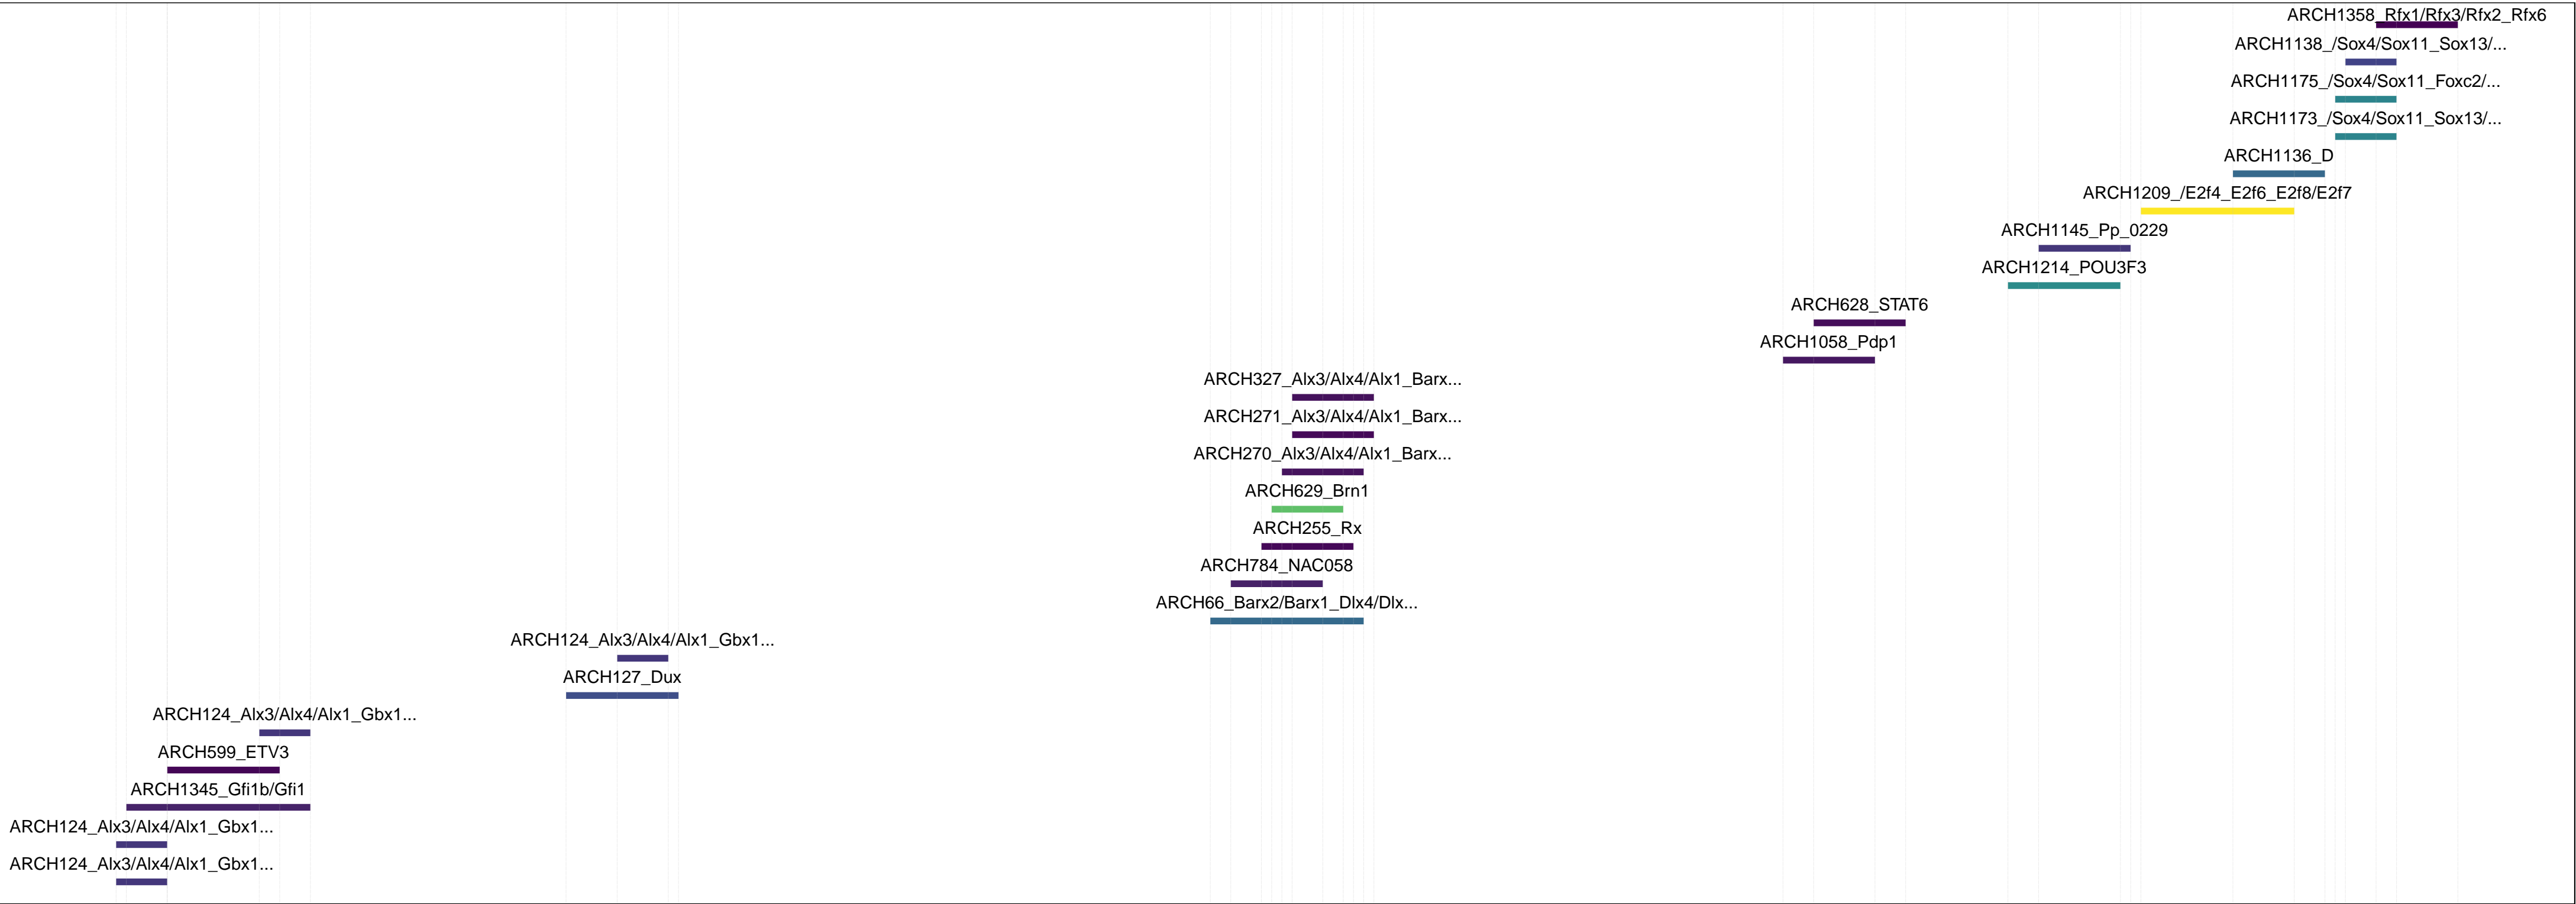 ARCH1358_Rfx1/Rfx3/Rfx2_Rfx6
ARCH1138_/Sox4/Sox11_Sox13/...
ARCH1175_/Sox4/Sox11_Foxc2/...
ARCH1173_/Sox4/Sox11_Sox13/...
ARCH1136_D
ARCH1209_/E2f4_E2f6_E2f8/E2f7
ARCH1145_Pp_0229
ARCH1214_POU3F3
ARCH628_STAT6
ARCH1058_Pdp1
ARCH327_Alx3/Alx4/Alx1_Barx...
ARCH271_Alx3/Alx4/Alx1_Barx...
ARCH270_Alx3/Alx4/Alx1_Barx...
ARCH629_Brn1
ARCH255_Rx
ARCH784_NAC058
ARCH66_Barx2/Barx1_Dlx4/Dlx...
ARCH124_Alx3/Alx4/Alx1_Gbx1...
ARCH127_Dux
ARCH124_Alx3/Alx4/Alx1_Gbx1...
ARCH599_ETV3
ARCH1345_Gfi1b/Gfi1
ARCH124_Alx3/Alx4/Alx1_Gbx1...
ARCH124_Alx3/Alx4/Alx1_Gbx1...